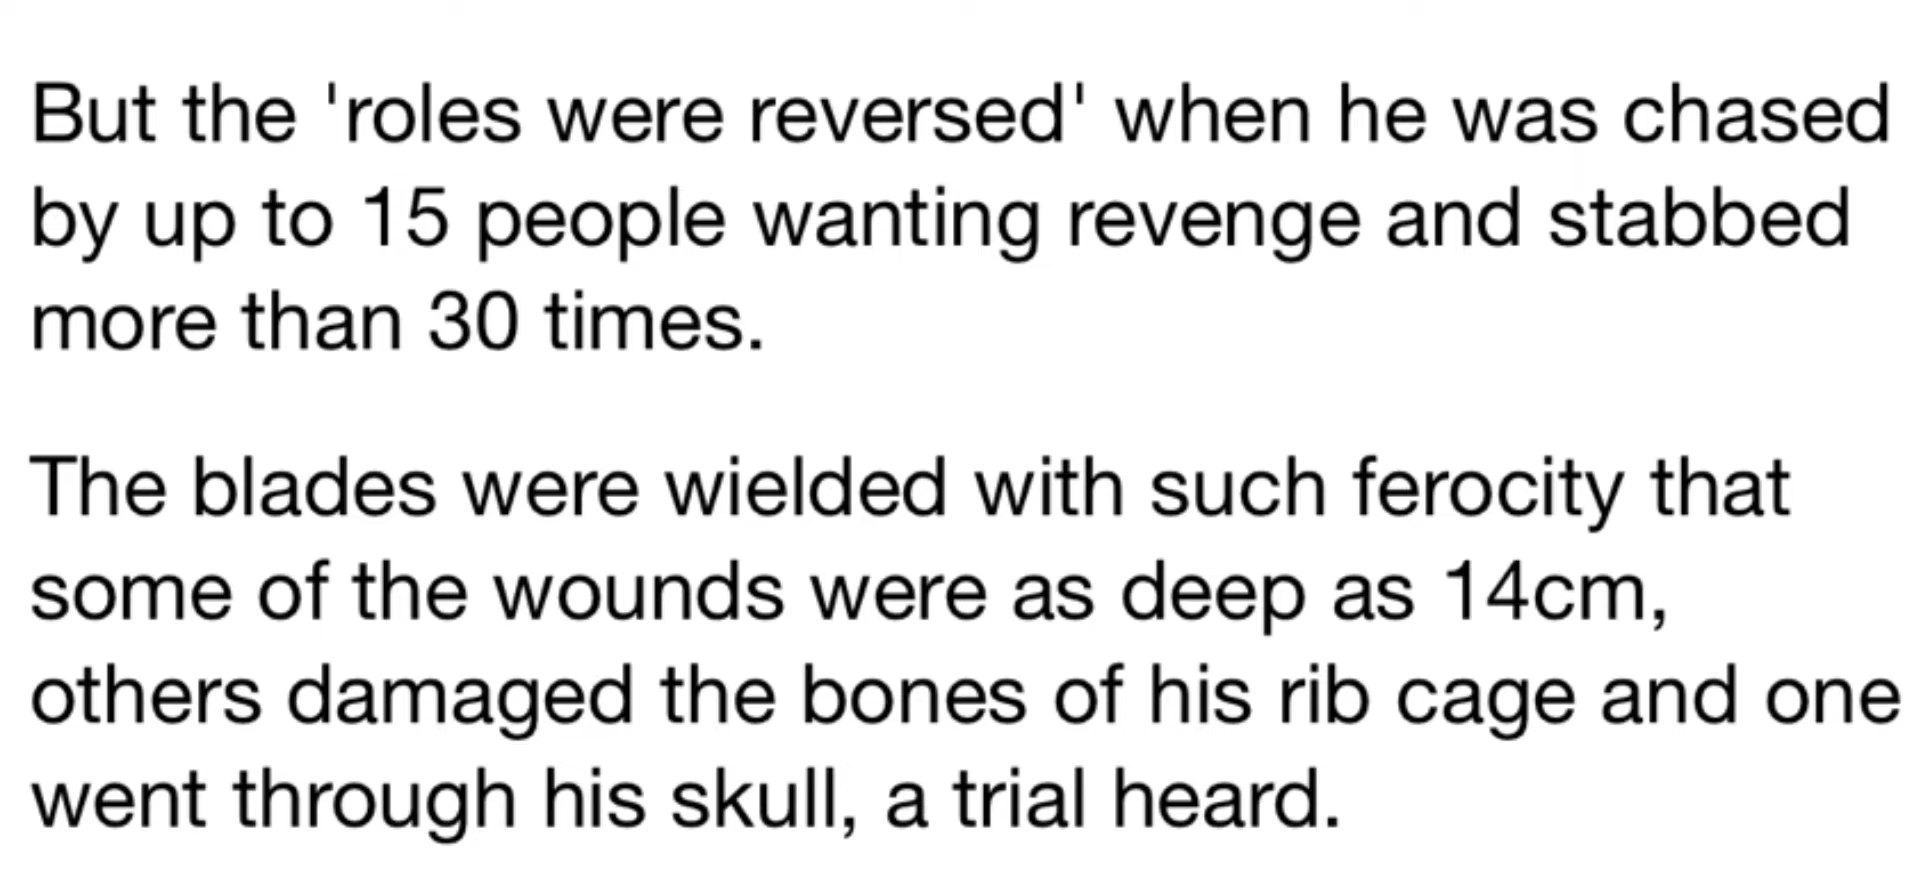 But the 'roles were reversed' when he was chased
by up to 15 people wanting revenge and stabbed
more than 30 times.
The blades were wielded with such ferocity that
some of the wounds were as deep as 14cm,
others damaged the bones of his rib cage and one
went through his skull, a trial heard.